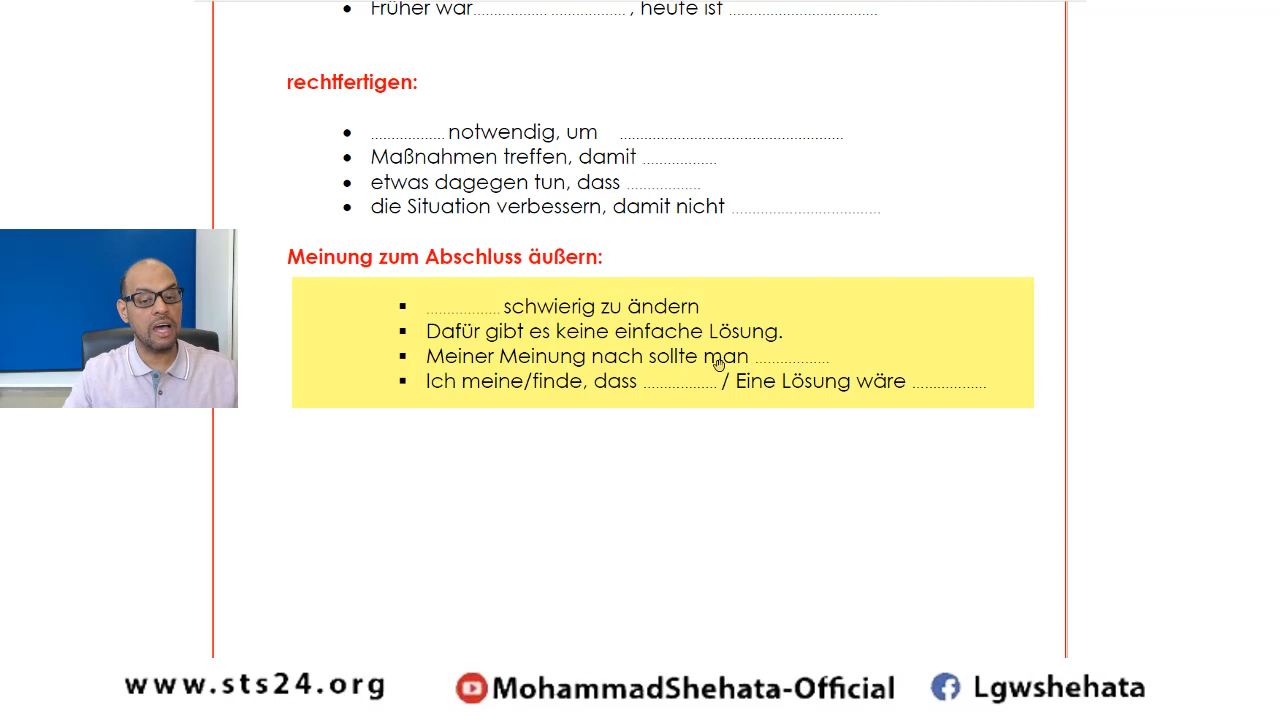 • Früher war.................. .................. , heute ist ....................................
rechtfertigen:
• .................. notwendig, um ......................................................
• Maßnahmen treffen, damit ..................
• etwas dagegen tun, dass ..................
• die Situation verbessern, damit nicht ....................................
Meinung zum Abschluss äußern:
▪ .................. schwierig zu ändern
▪ Dafür gibt es keine einfache Lösung.
▪ Meiner Meinung nach sollte man ..................
▪ Ich meine/finde, dass .................. / Eine Lösung wäre ..................
www.sts24.org MohammadShehata-Official Lgwshehata